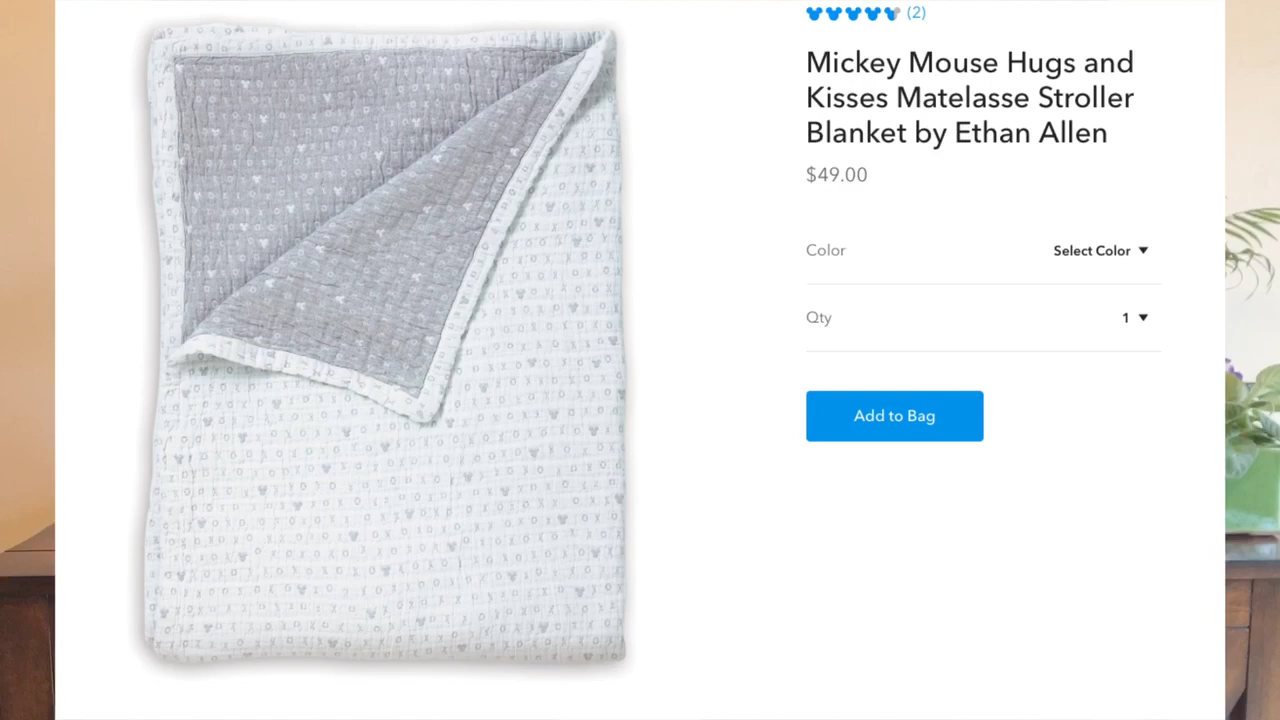 (2)
Mickey Mouse Hugs and
Kisses Matelasse Stroller
Blanket by Ethan Allen
$49.00
Color Select Color
Qty 1
Add to Bag